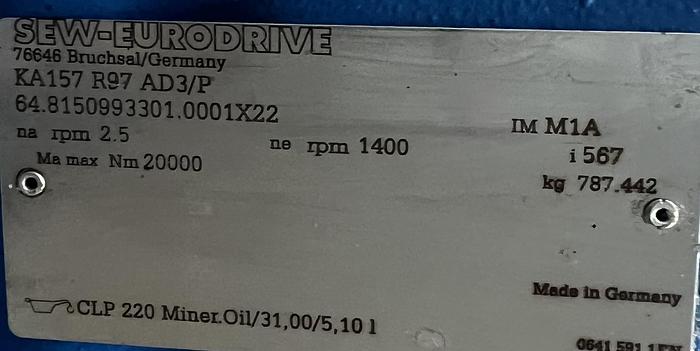 SEW-EURODRIVE
76646 Bruchsal/Germany
KA157 R97 AD3/P
64.8150993301.0001X22
IM M1A
na rpm 2.5
ne rpm 1400
i 567
Ma max Nm 20000
kg 787.442
Made in Germany
CLP 220 Miner.Oil/31,00/5,10 l
0641 591